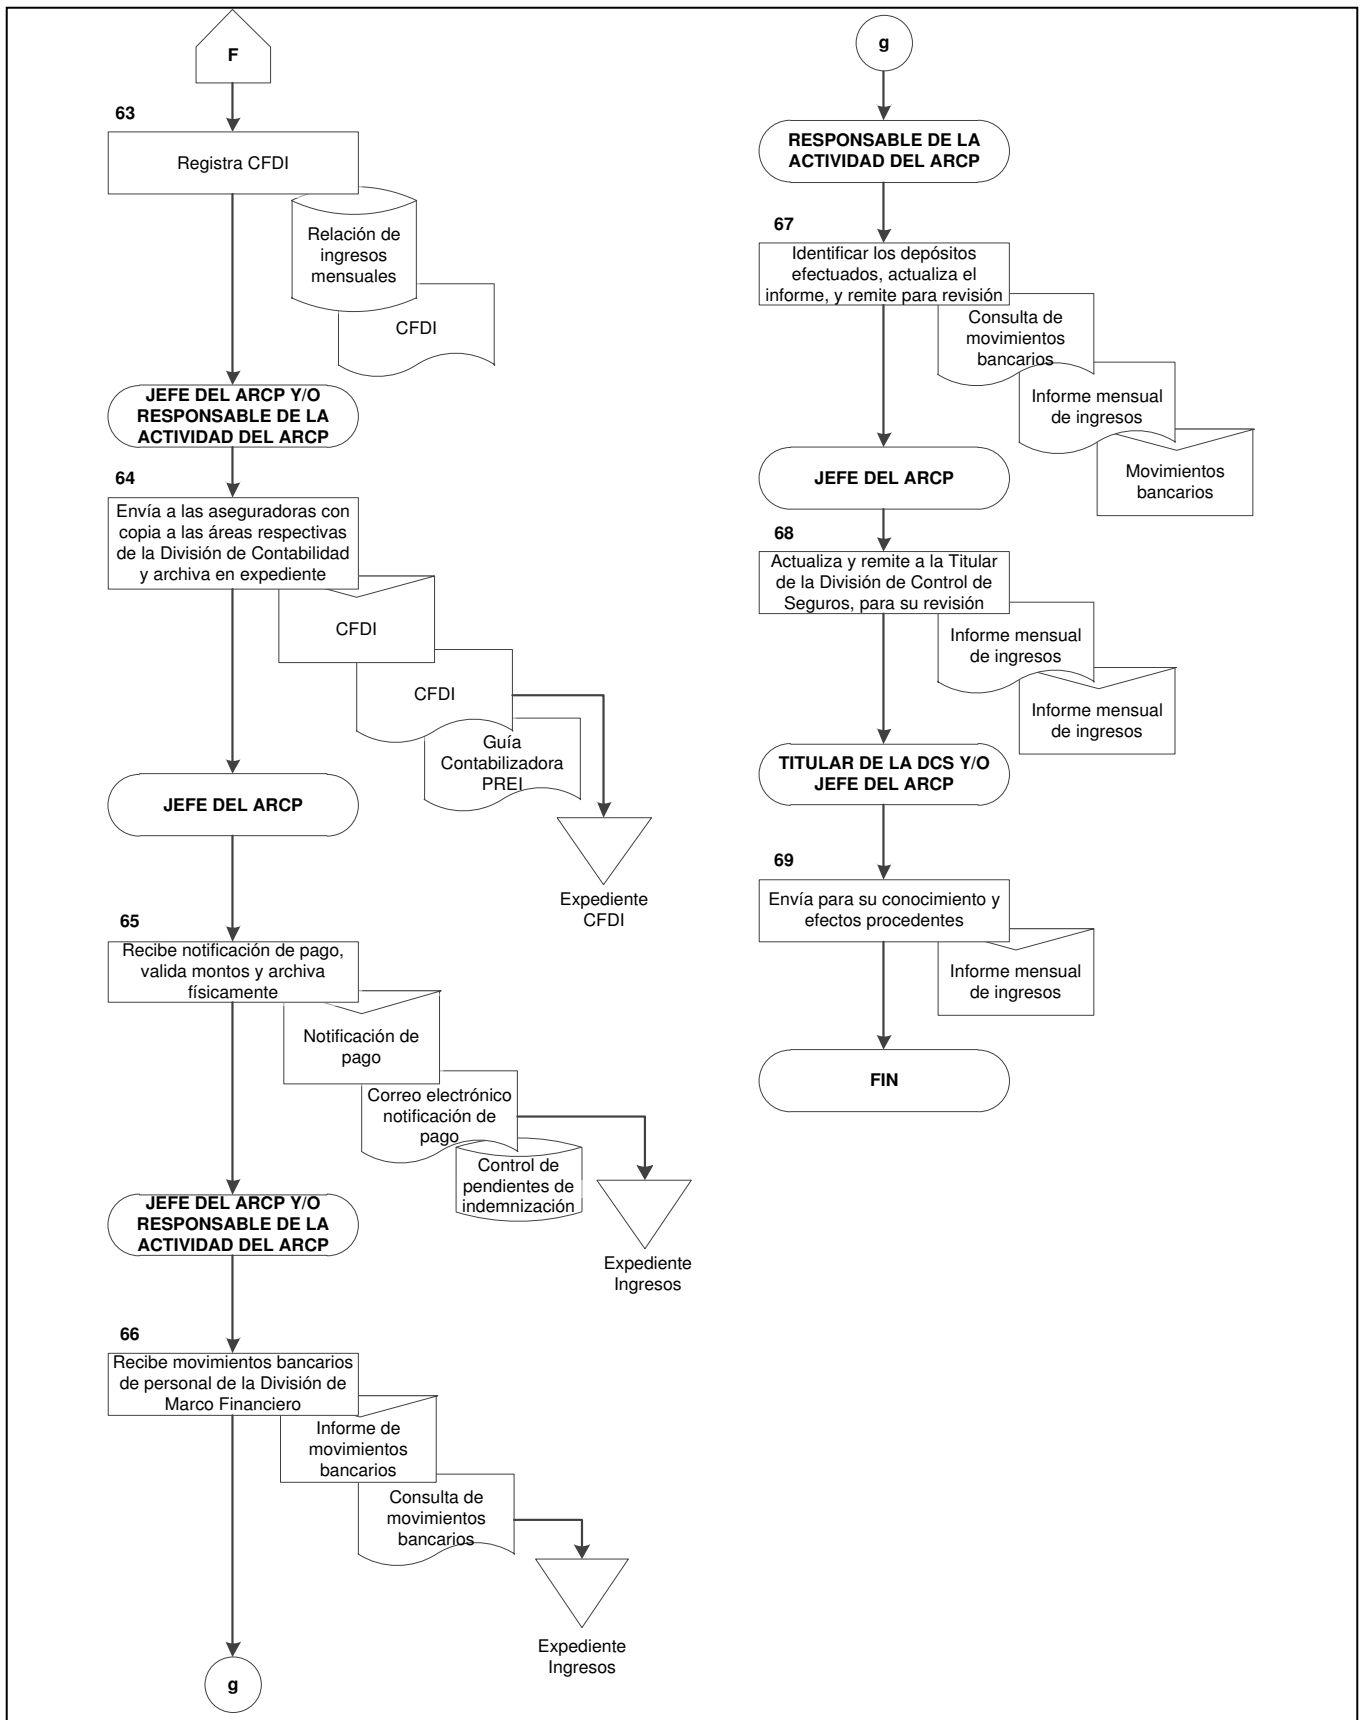 F
63
Registra CFDI
Relación de
ingresos
mensuales
CFDI
JEFE DEL ARCP Y/O
RESPONSABLE DE LA
ACTIVIDAD DEL ARCP
64
Envía a las aseguradoras con
copia a las áreas respectivas
de la División de Contabilidad
y archiva en expediente
CFDI
CFDI
Guía
Contabilizadora
PREI
Expediente
CFDI
JEFE DEL ARCP
65
Recibe notificación de pago,
valida montos y archiva
físicamente
Notificación de
pago
Correo electrónico
notificación de
pago
Control de
pendientes de
indemnización
Expediente
Ingresos
JEFE DEL ARCP Y/O
RESPONSABLE DE LA
ACTIVIDAD DEL ARCP
66
Recibe movimientos bancarios
de personal de la División de
Marco Financiero
Informe de
movimientos
bancarios
Consulta de
movimientos
bancarios
Expediente
Ingresos
g
g
RESPONSABLE DE LA
ACTIVIDAD DEL ARCP
67
Identificar los depósitos
efectuados, actualiza el
informe, y remite para revisión
Consulta de
movimientos
bancarios
Informe mensual
de ingresos
Movimientos
bancarios
JEFE DEL ARCP
68
Actualiza y remite a la Titular
de la División de Control de
Seguros, para su revisión
Informe mensual
de ingresos
Informe mensual
de ingresos
TITULAR DE LA DCS Y/O
JEFE DEL ARCP
69
Envía para su conocimiento y
efectos procedentes
Informe mensual
de ingresos
FIN